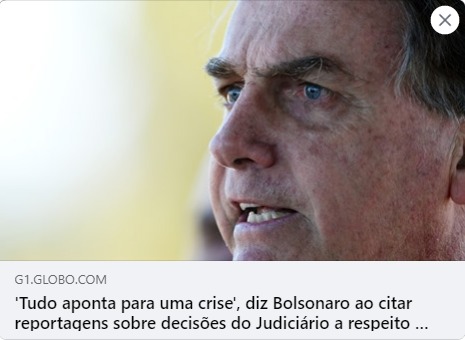 G1.GLOBO.COM
'Tudo aponta para uma crise', diz Bolsonaro ao citar
reportagens sobre decisões do Judiciário a respeito ...